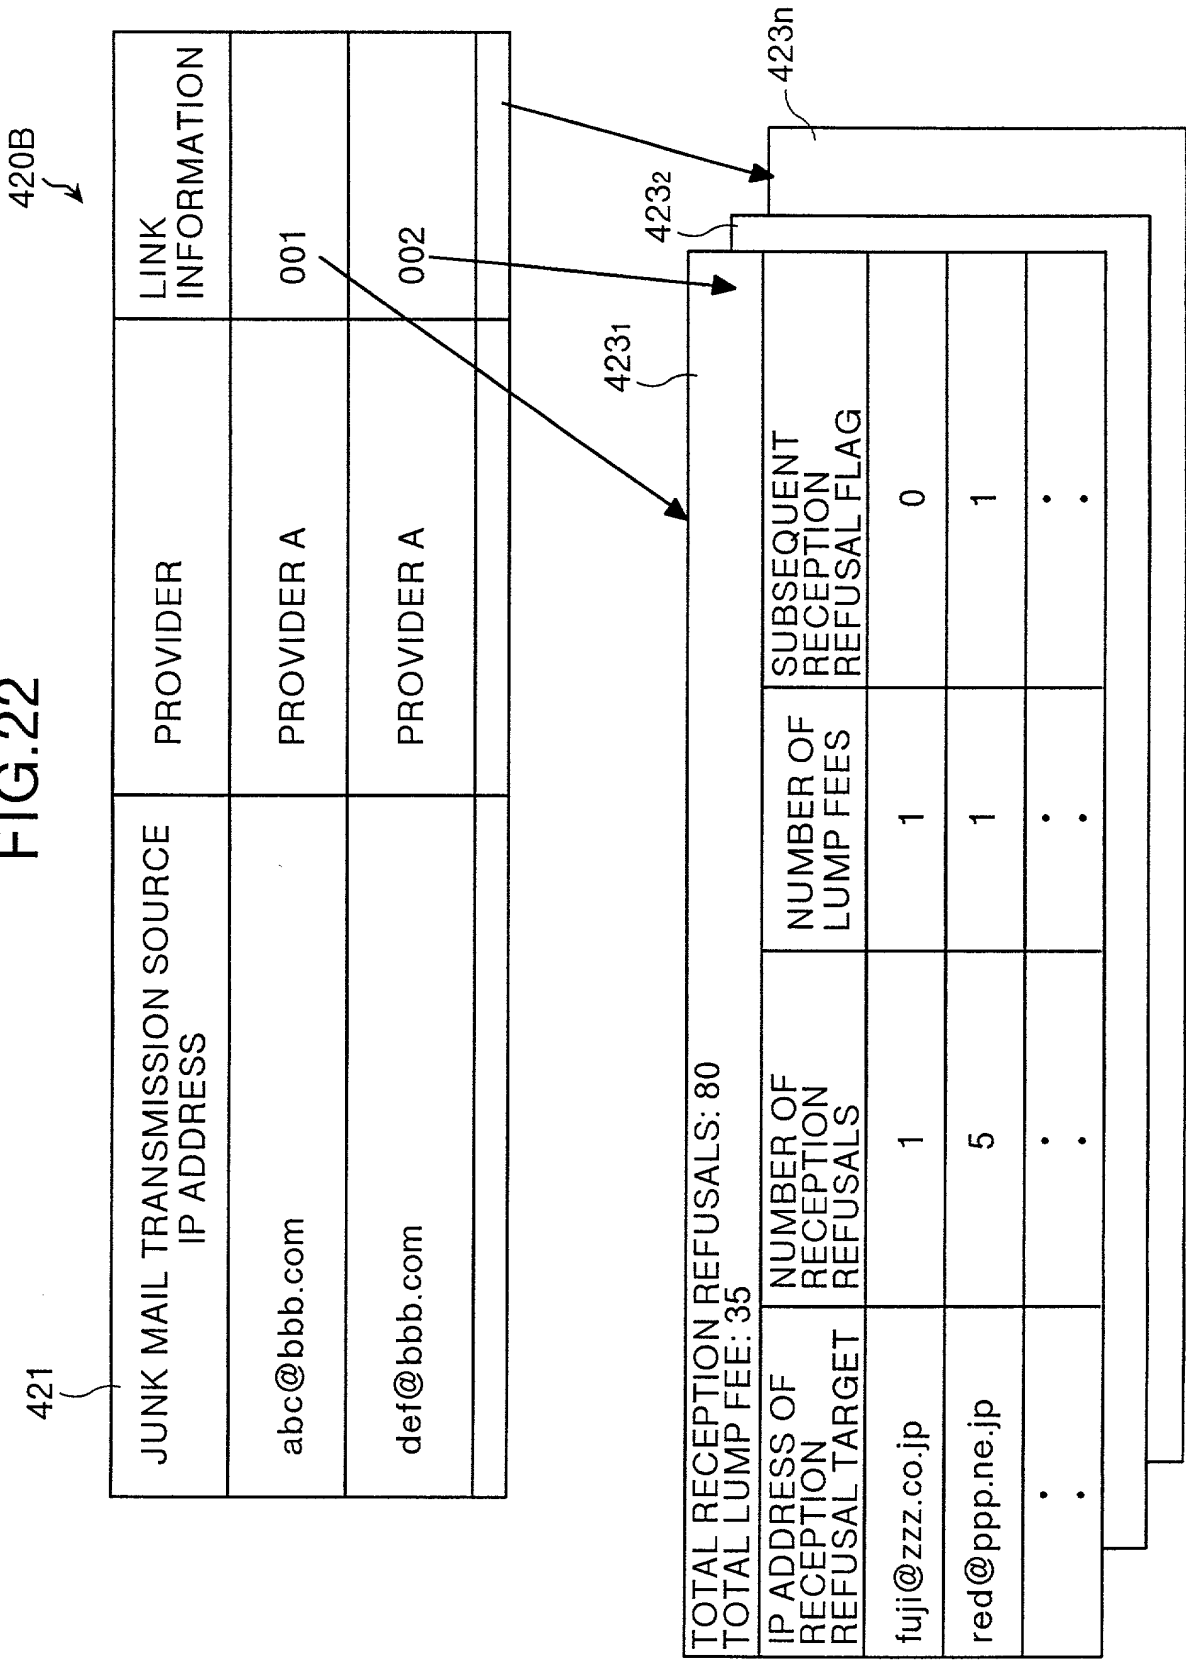 FIG.22
420B
421
JUNK MAIL TRANSMISSION SOURCE
IP ADDRESS
PROVIDER
LINK
INFORMATION
abc@bbb.com
PROVIDER A
001
def@bbb.com
PROVIDER A
002
4231
4232
423n
TOTAL RECEPTION REFUSALS: 80
TOTAL LUMP FEE: 35
IP ADDRESS OF
RECEPTION
REFUSAL TARGET
NUMBER OF
RECEPTION
REFUSALS
NUMBER OF
LUMP FEES
SUBSEQUENT
RECEPTION
REFUSAL FLAG
fuji@zzz.co.jp
1
1
0
red@ppp.ne.jp
5
1
1